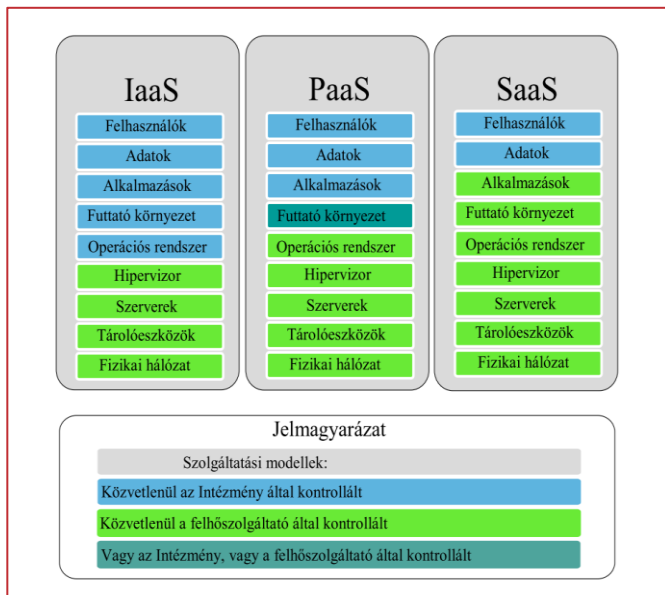 IaaS
Felhasználók
Adatok
Alkalmazások
Futtató környezet
Operációs rendszer
Hipervizor
Szerverek
Tárolóeszközök
Fizikai hálózat
PaaS
Felhasználók
Adatok
Alkalmazások
Futtató környezet
Operációs rendszer
Hipervizor
Szerverek
Tárolóeszközök
Fizikai hálózat
SaaS
Felhasználók
Adatok
Alkalmazások
Futtató környezet
Operációs rendszer
Hipervizor
Szerverek
Tárolóeszközök
Fizikai hálózat
Jelmagyarázat
Szolgáltatási modellek:
Közvetlenül az Intézmény által kontrollált
Közvetlenül a felhőszolgáltató által kontrollált
Vagy az Intézmény, vagy a felhőszolgáltató által kontrollált